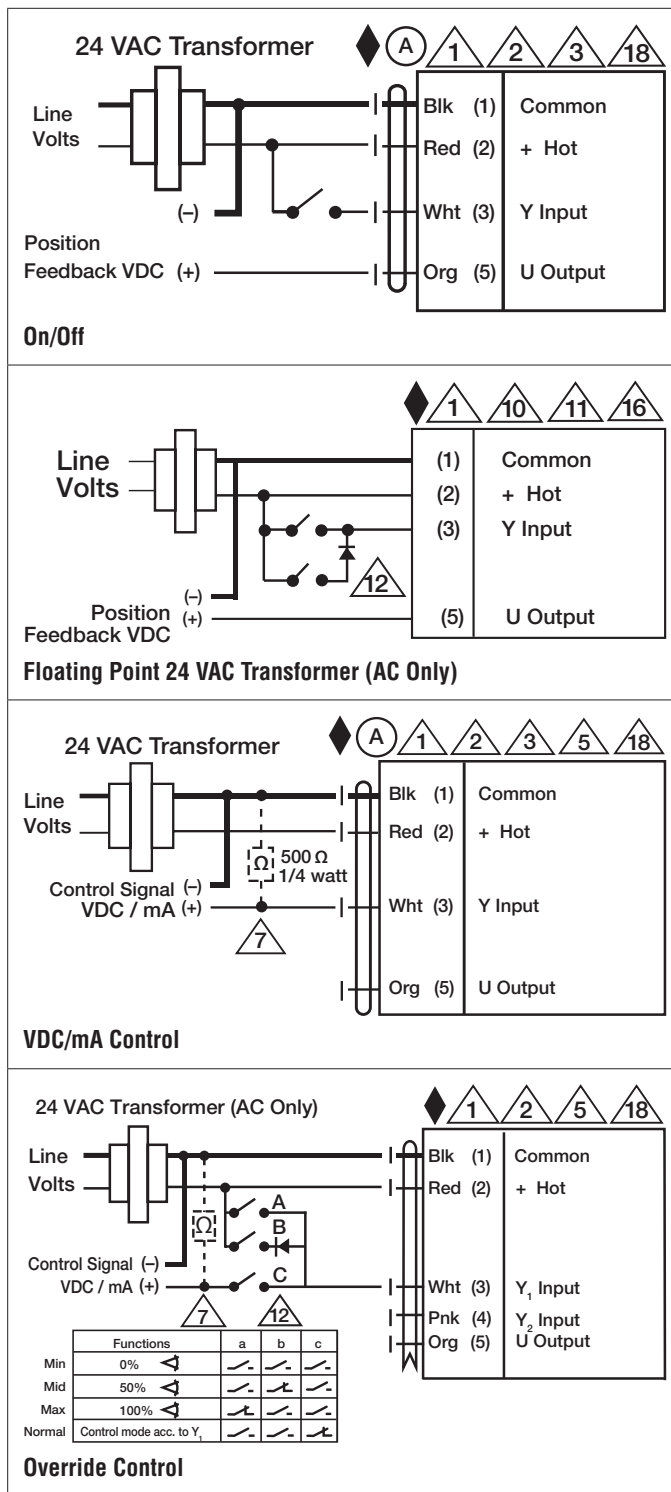 24 VAC Transformer
A 1 2 3 18
Line
Volts
Blk (1) Common
Red (2) + Hot
(–)
Wht (3) Y Input
Position
Feedback VDC (+)
Org (5) U Output
On/Off
1 10 11 16
Line
Volts
(1) Common
(2) + Hot
(3) Y Input
12
(–)
Position (+)
Feedback VDC
(5) U Output
Floating Point 24 VAC Transformer (AC Only)
24 VAC Transformer
A 1 2 3 5 18
Line
Volts
Blk (1) Common
Red (2) + Hot
Ω 500 Ω
1/4 watt
Control Signal (–)
VDC / mA (+)
Wht (3) Y Input
7
Org (5) U Output
VDC/mA Control
24 VAC Transformer (AC Only)
1 2 5 18
Line
Volts
Blk (1) Common
Red (2) + Hot
A
Ω B
Control Signal (–)
VDC / mA (+)
C
Wht (3) Y1 Input
Pnk (4) Y2 Input
Org (5) U Output
7 12
Functions a b c
Min 0%
Mid 50%
Max 100%
Normal Control mode acc. to Y1
Override Control